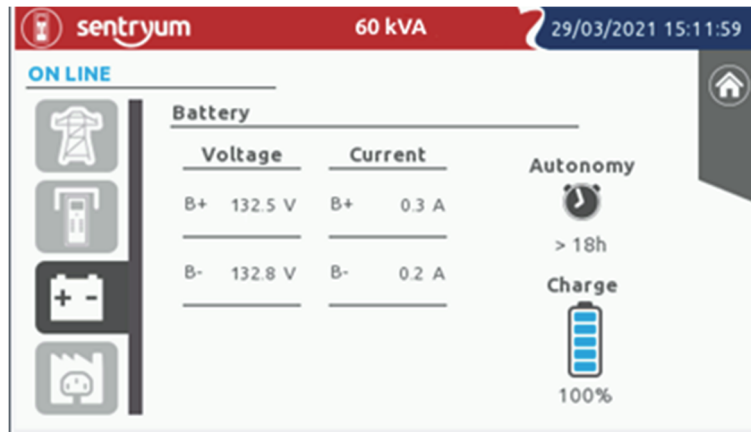 sentryum 60 kVA 29/03/2021 15:11:59
ON LINE
Battery
Voltage Current
B+ 132.5 V B+ 0.3 A
B- 132.8 V B- 0.2 A
Autonomy
> 18h
Charge
100%